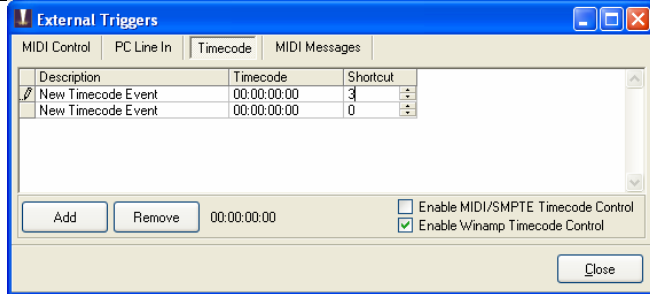 External Triggers
MIDI Control PC Line In Timecode MIDI Messages
Description Timecode Shortcut
New Timecode Event 00:00:00:00 3
New Timecode Event 00:00:00:00 0
Add Remove 00:00:00:00
Enable MIDI/SMPTE Timecode Control
Enable Winamp Timecode Control
Close